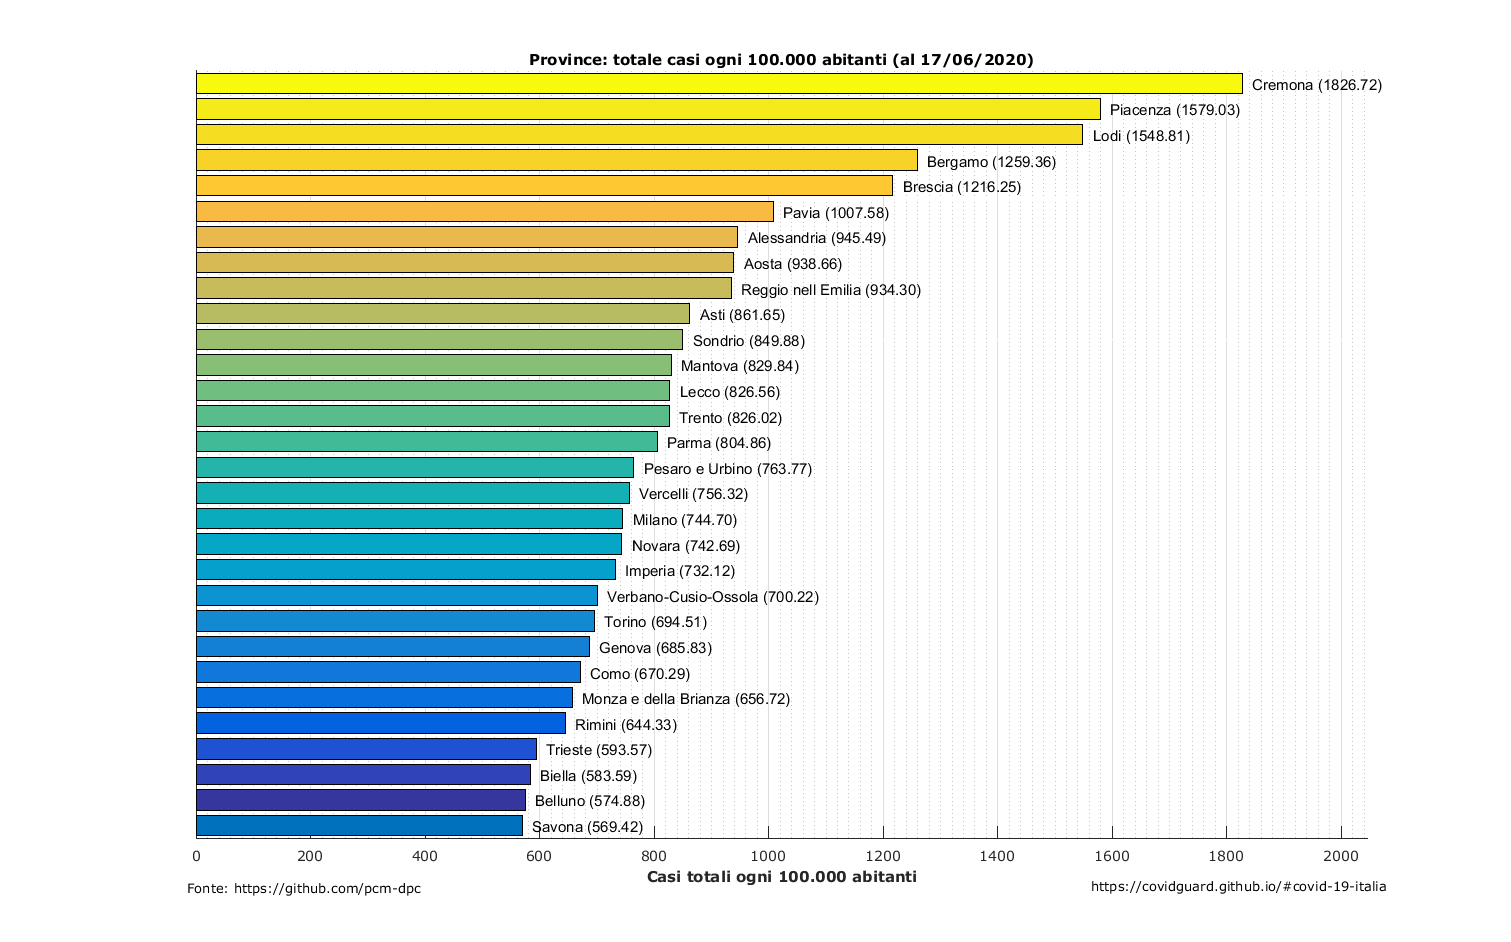 Province: totale casi ogni 100.000 abitanti (al 17/06/2020)
Cremona (1826.72)
Piacenza (1579.03)
Lodi (1548.81)
Bergamo (1259.36)
Brescia (1216.25)
Pavia (1007.58)
Alessandria (945.49)
Aosta (938.66)
Reggio nell Emilia (934.30)
Asti (861.65)
Sondrio (849.88)
Mantova (829.84)
Lecco (826.56)
Trento (826.02)
Parma (804.86)
Pesaro e Urbino (763.77)
Vercelli (756.32)
Milano (744.70)
Novara (742.69)
Imperia (732.12)
Verbano-Cusio-Ossola (700.22)
Torino (694.51)
Genova (685.83)
Como (670.29)
Monza e della Brianza (656.72)
Rimini (644.33)
Trieste (593.57)
Biella (583.59)
Belluno (574.88)
Savona (569.42)
0 200 400 600 800 1000 1200 1400 1600 1800 2000
Casi totali ogni 100.000 abitanti
Fonte: https://github.com/pcm-dpc
https://covidguard.github.io/#covid-19-italia